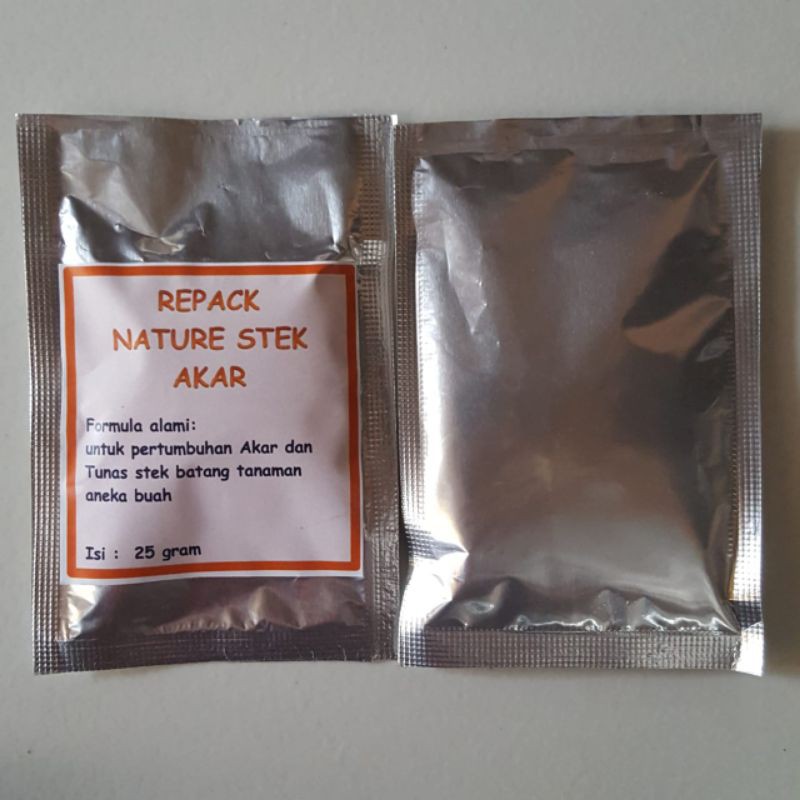 REPACK
NATURE STEK
AKAR
Formula alami:
untuk pertumbuhan Akar dan
Tunas stek batang tanaman
aneka buah
Isi : 25 gram